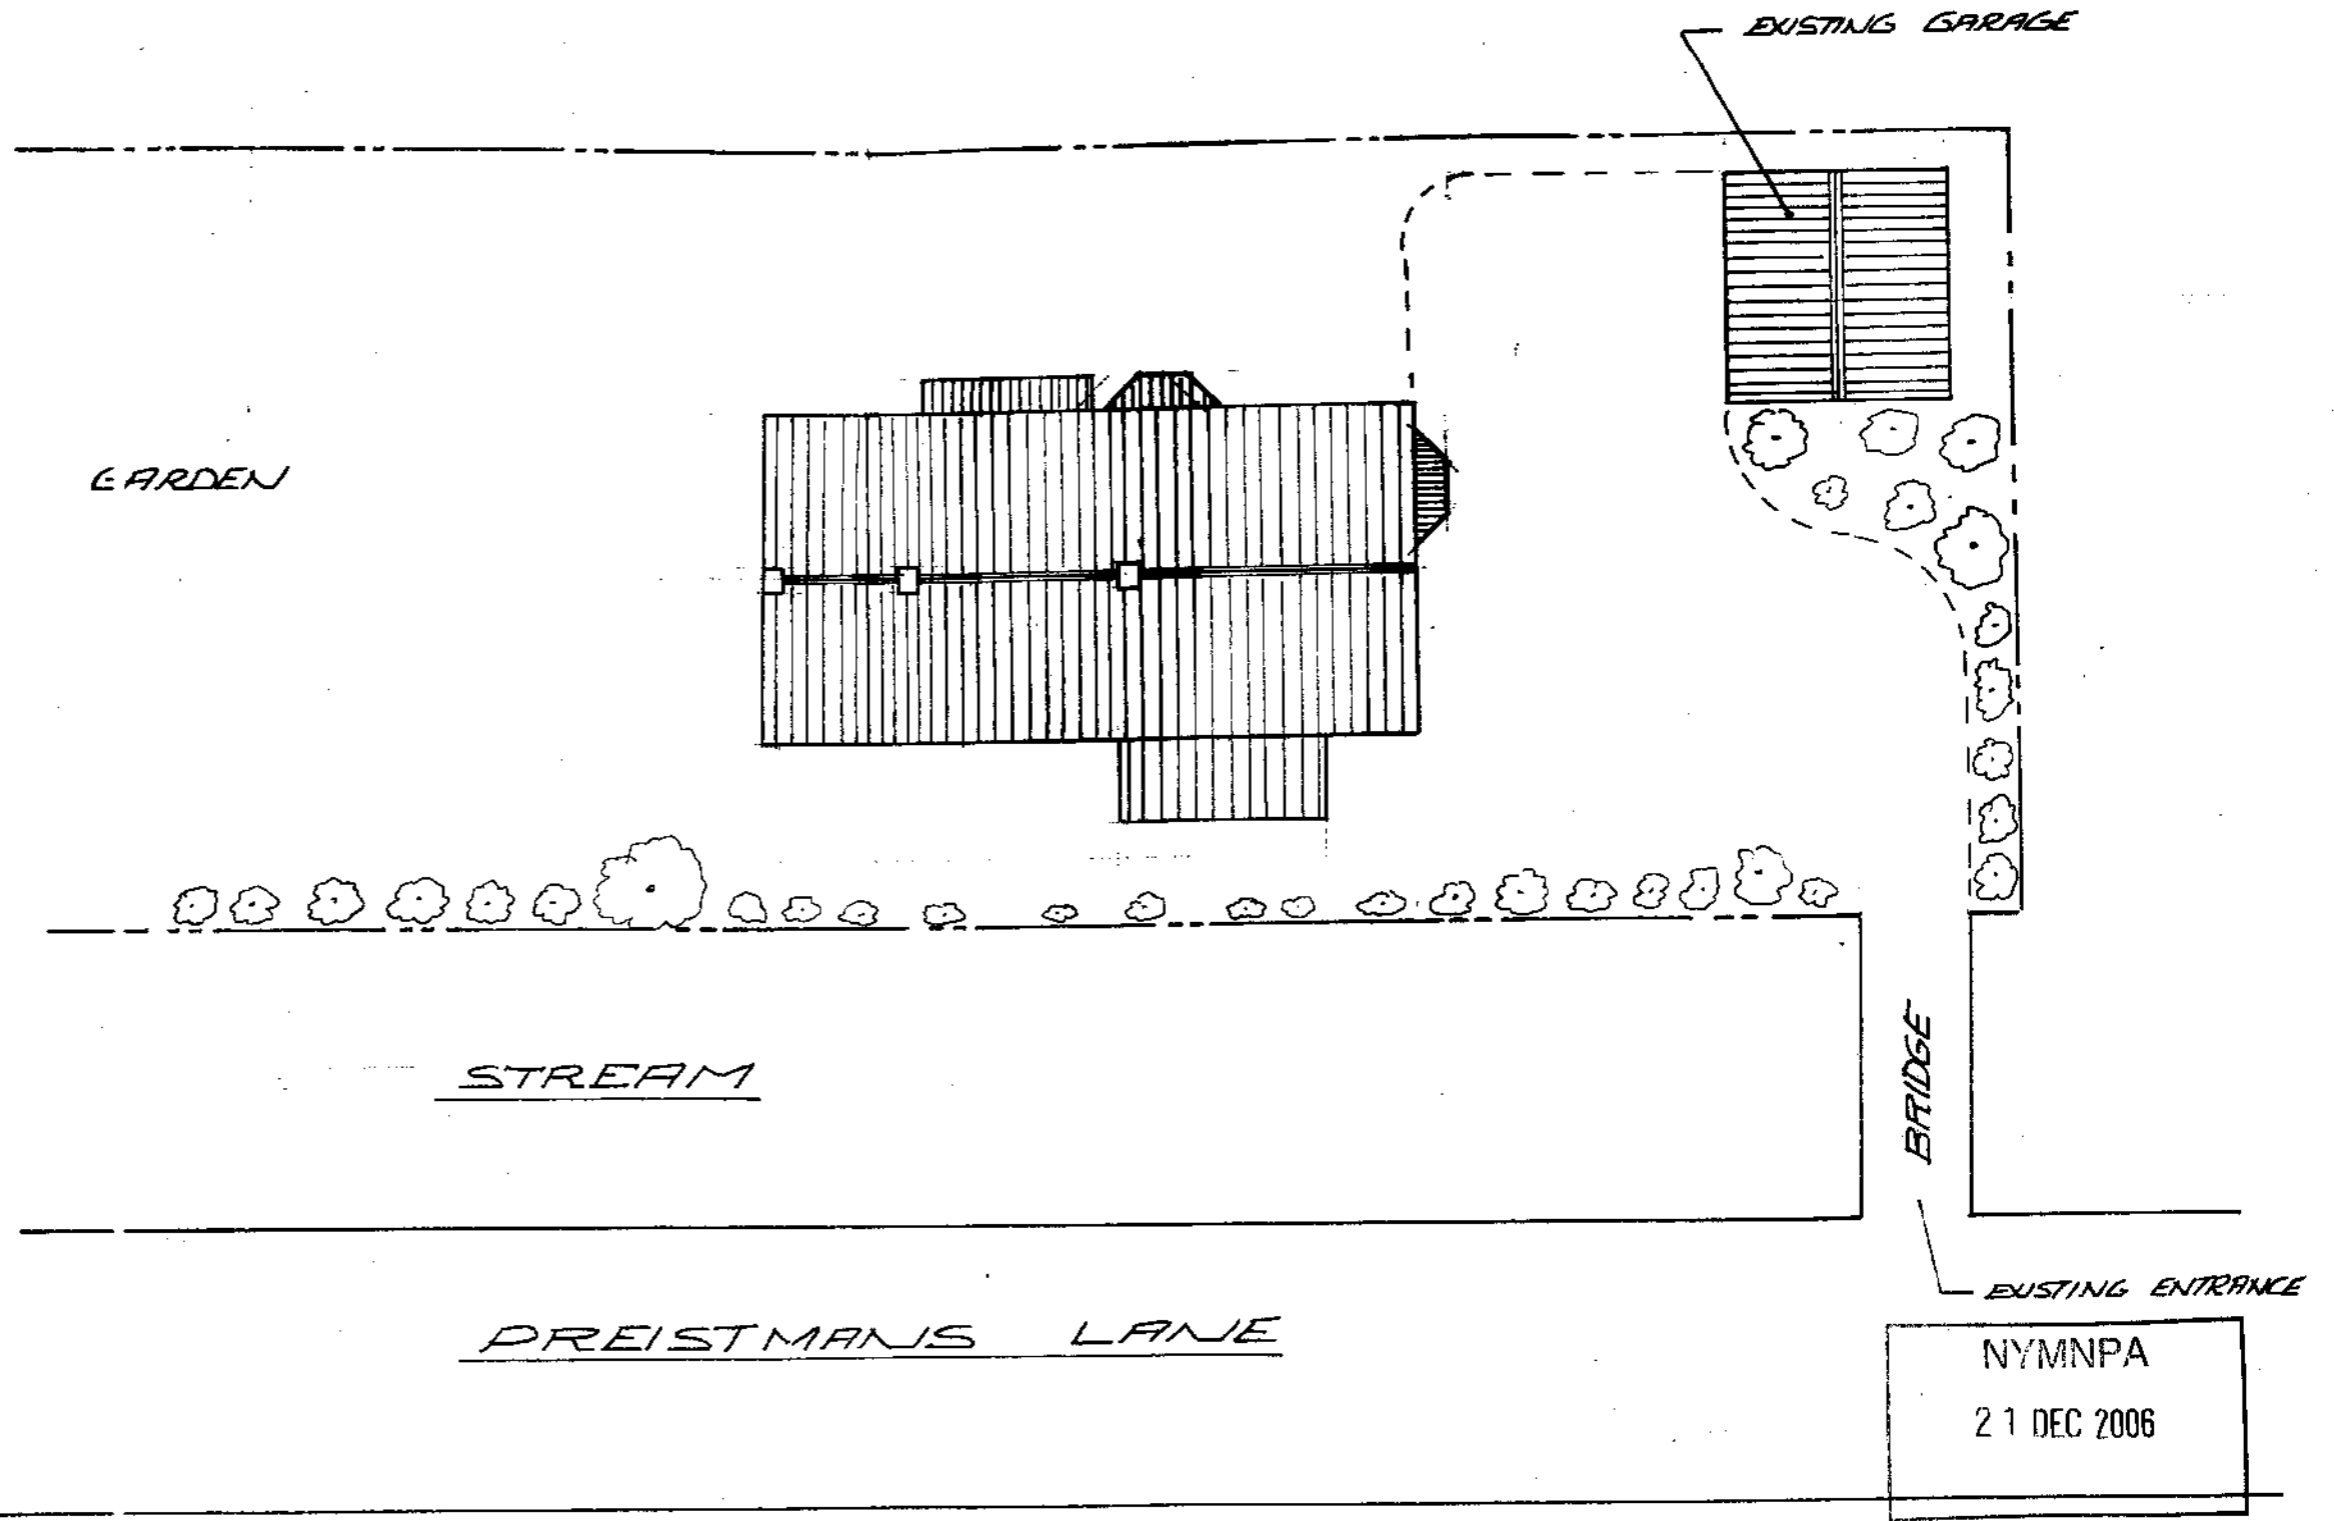 EXISTING GARAGE
GARDEN
STREAM
BRIDGE
EXISTING ENTRANCE
PREISTMANS LANE
NYMNPA
21 DEC 2006